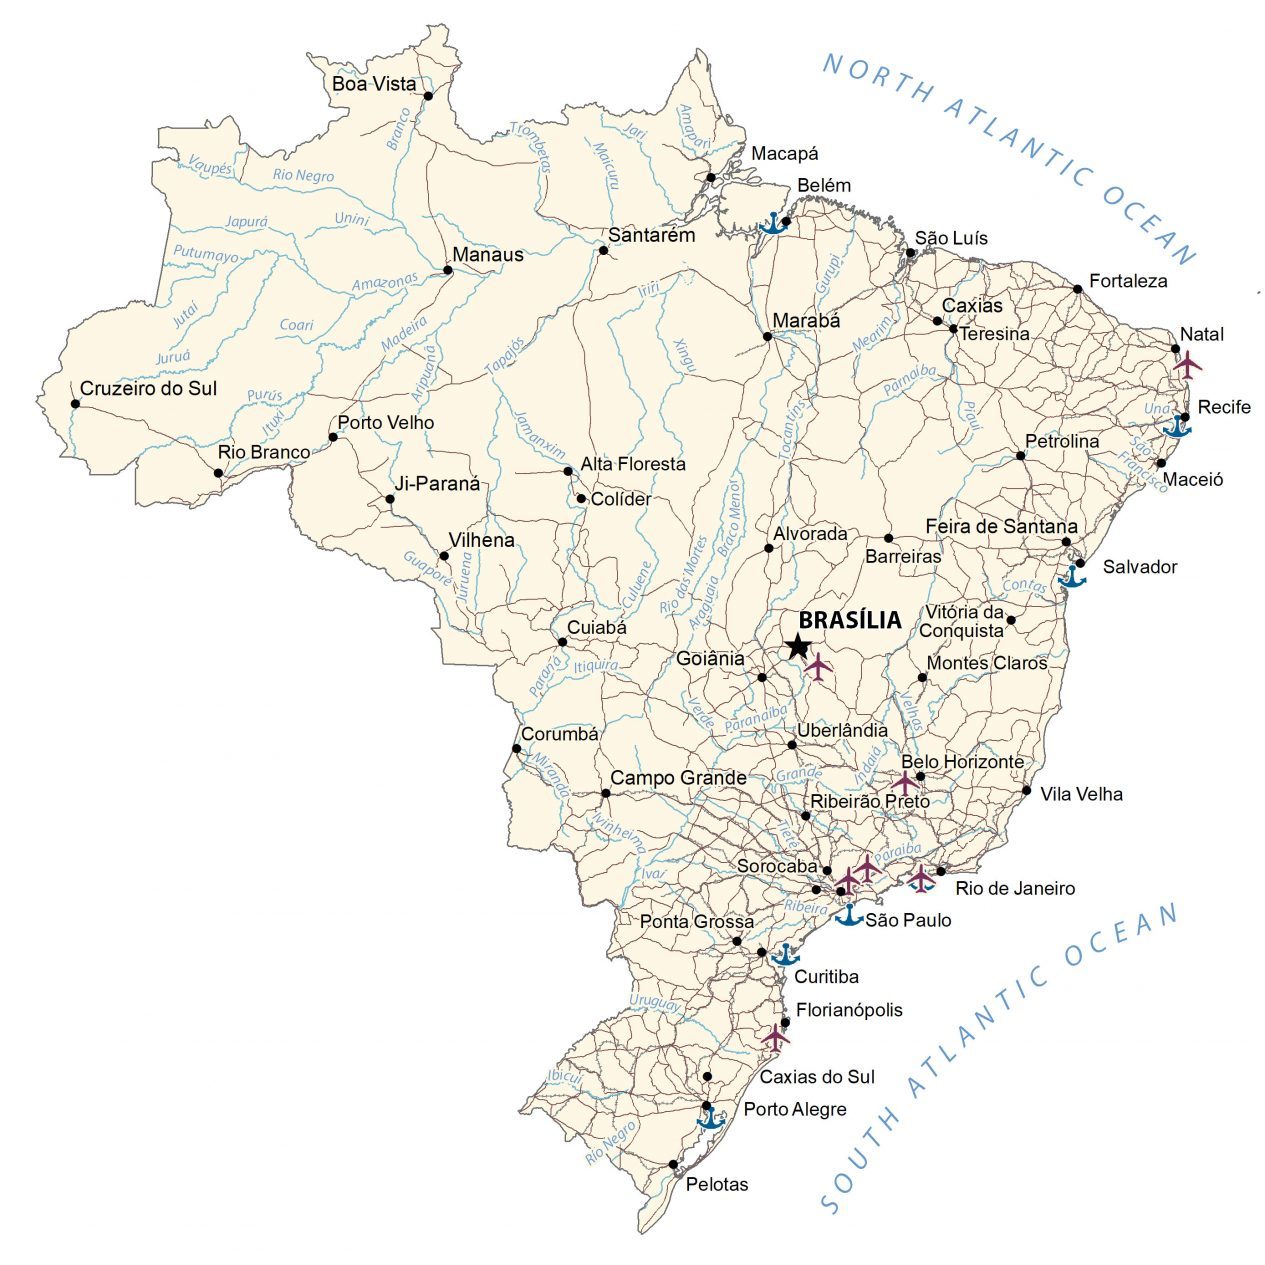 NORTH ATLANTIC OCEAN
Boa Vista
Branco
Trombetas
Maicuru
Jari
Amapari
Macapá
Vaupés
Rio Negro
Belém
Japurá
Unini
Santarém
São Luís
Putumayo
Manaus
Amazonas
Gurupi
Fortaleza
Jutaí
Iriri
Caxias
Coari
Madeira
Marabá
Mearim
Teresina
Natal
Juruá
Aripuanã
Tapajós
Xingu
Parnaíba
Cruzeiro do Sul
Purús
Ituxi
Porto Velho
Jamanxim
Tocantins
Piauí
Una
Recife
Rio Branco
Petrolina
São Francisco
Alta Floresta
Maceió
Ji-Paraná
Colíder
Braco Menor
Feira de Santana
Vilhena
Alvorada
Barreiras
Guaporé
Juruena
Culuene
Rio das Mortes
Araguaia
Salvador
Contas
Cuiabá
BRASÍLIA
Vitória da
Conquista
Goiânia
Paraná
Itiquira
Montes Claros
Verde
Paranaiba
Velhas
Corumbá
Uberlândia
Indaiá
Miranda
Campo Grande
Grande
Belo Horizonte
Ribeirão Preto
Vila Velha
Ivinheima
Tietê
Paraiba
Ivaí
Sorocaba
Rio de Janeiro
Ribeira
Ponta Grossa
São Paulo
Curitiba
Uruguay
Florianópolis
SOUTH ATLANTIC OCEAN
Ibicuí
Caxias do Sul
Porto Alegre
Río Negro
Pelotas